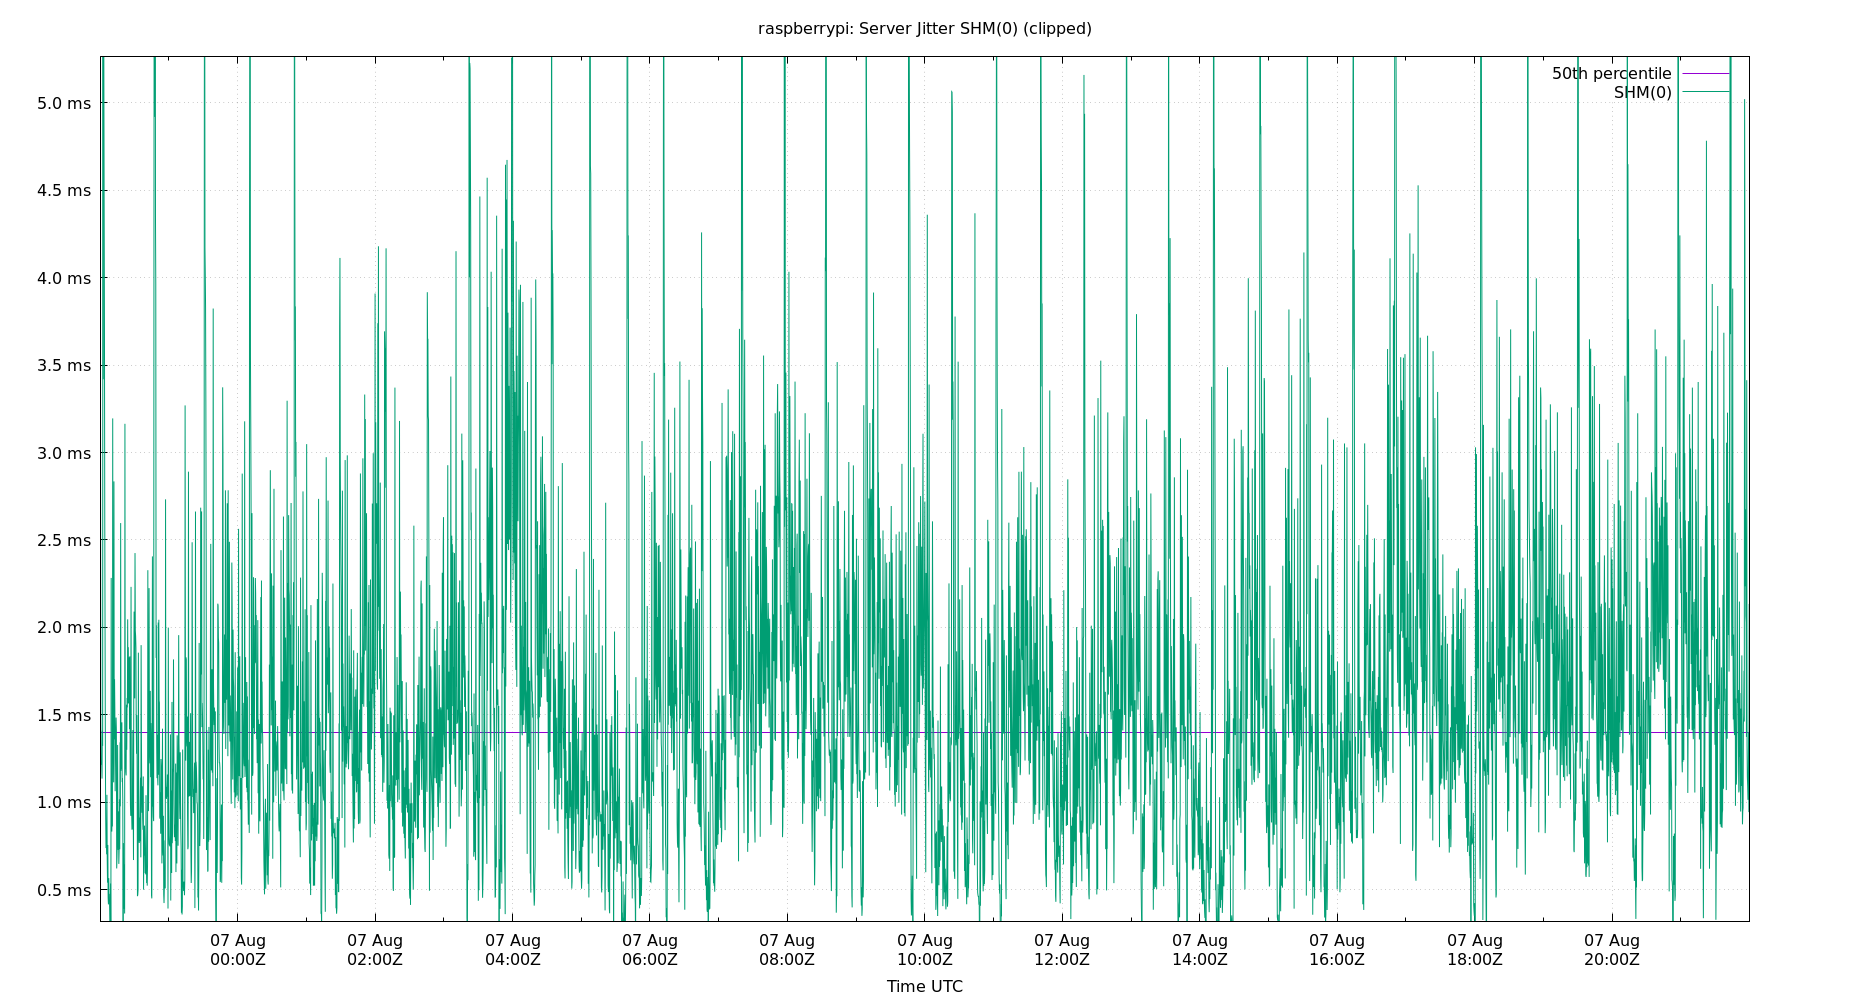 raspberrypi: Server Jitter SHM(0) (clipped)
50th percentile
SHM(0)
5.0 ms
4.5 ms
4.0 ms
3.5 ms
3.0 ms
2.5 ms
2.0 ms
1.5 ms
1.0 ms
0.5 ms
07 Aug 07 Aug 07 Aug 07 Aug 07 Aug 07 Aug 07 Aug 07 Aug 07 Aug 07 Aug 07 Aug
00:00Z 02:00Z 04:00Z 06:00Z 08:00Z 10:00Z 12:00Z 14:00Z 16:00Z 18:00Z 20:00Z
Time UTC